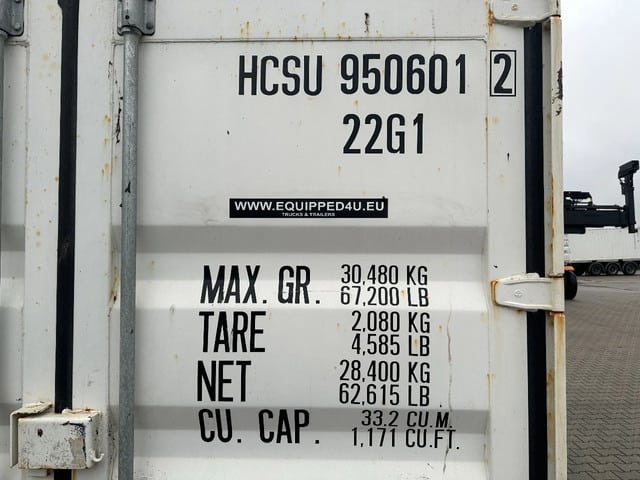 HCSU 950601 2
22G1
WWW.EQUIPPED4U.EU
TRUCKS & TRAILERS
MAX. GR. 30,480 KG
67,200 LB
TARE 2,080 KG
4,585 LB
NET 28,400 KG
62,615 LB
CU. CAP. 33.2 CU.M.
1,171 CU.FT.